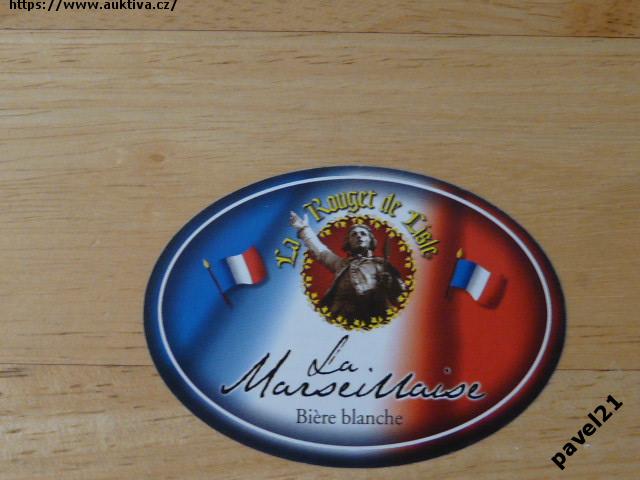 https://www.auktiva.cz/
La Rouget de Lisle
La
Marseillaise
Bière blanche
pavel21